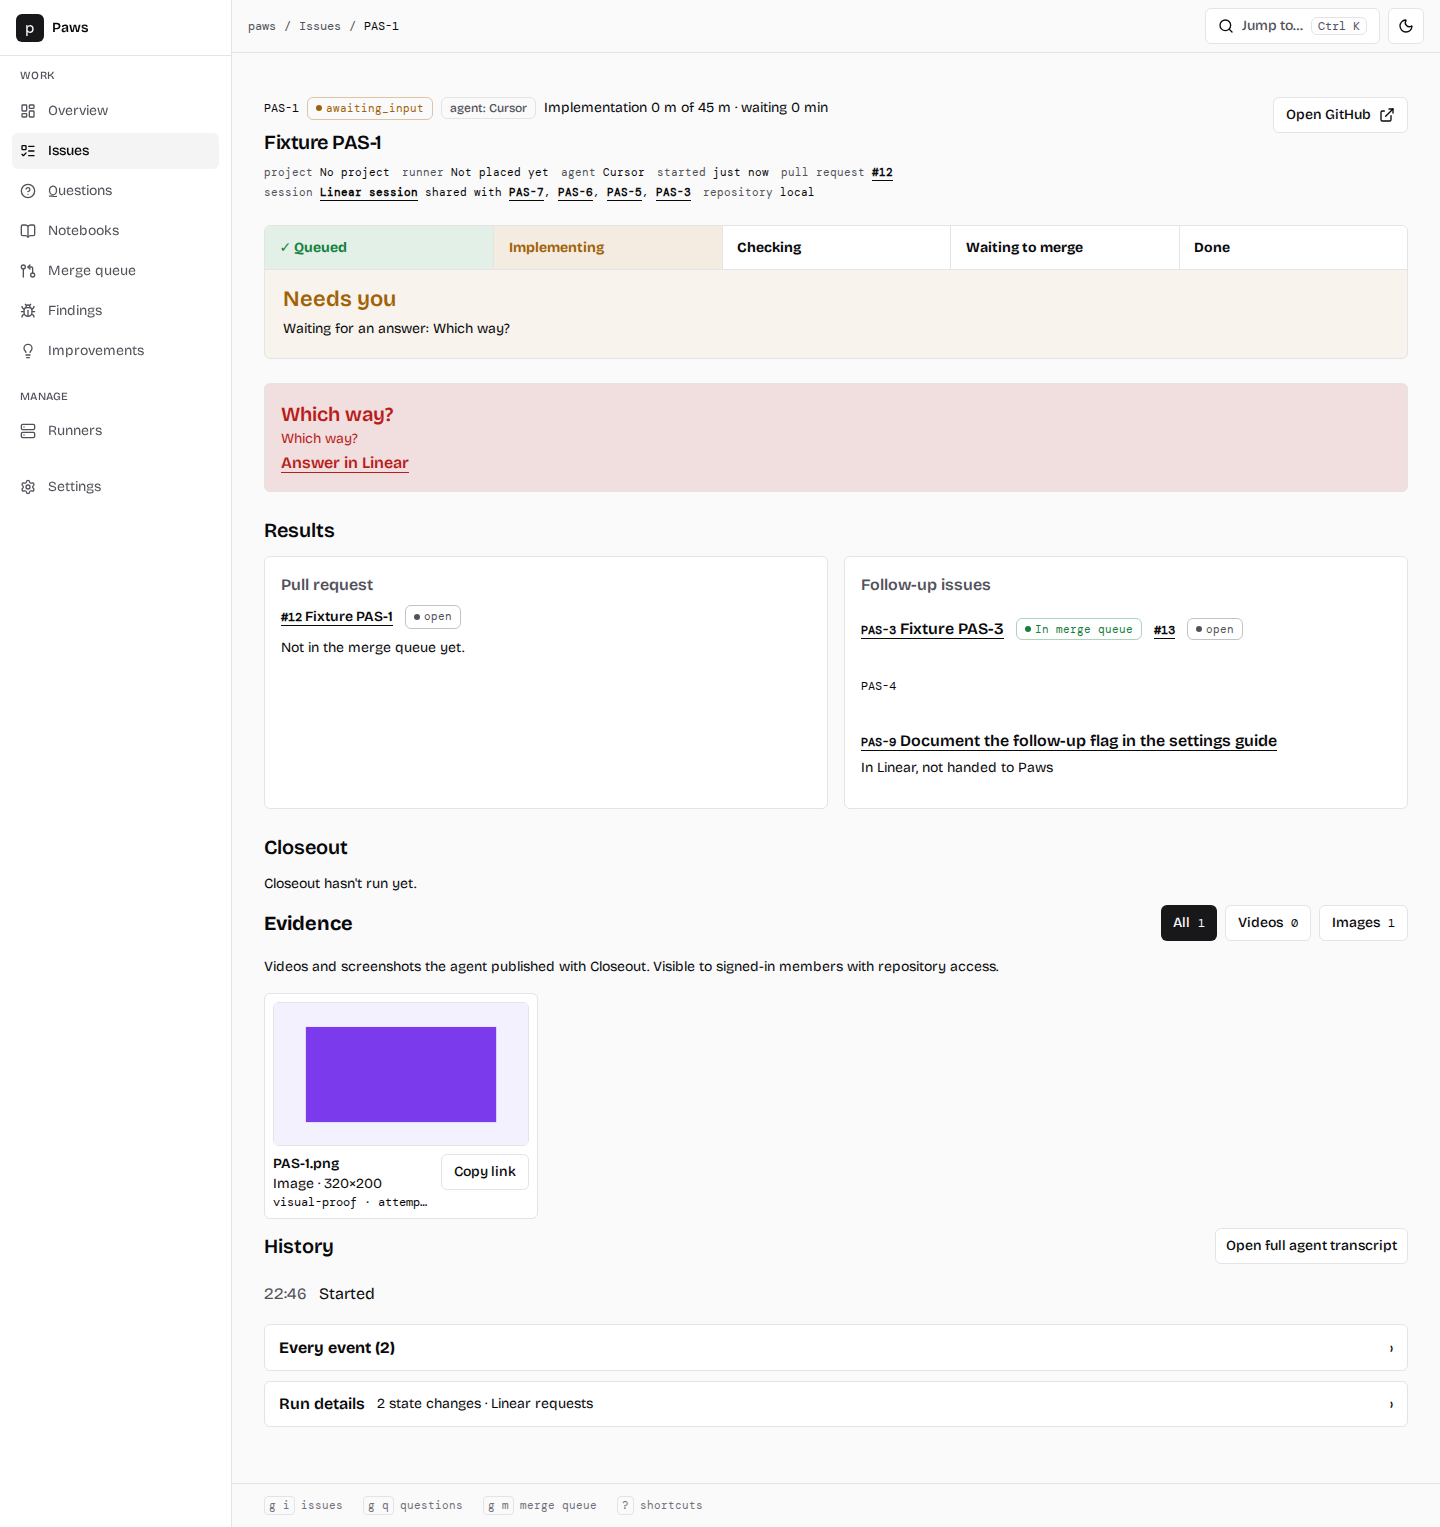 p Paws
WORK
Overview
Issues
Questions
Notebooks
Merge queue
Findings
Improvements
MANAGE
Runners
Settings
paws / Issues / PAS-1
Jump to... Ctrl K
PAS-1 awaiting_input agent: Cursor Implementation 0 m of 45 m · waiting 0 min
Open GitHub
Fixture PAS-1
project No project runner Not placed yet agent Cursor started just now pull request #12
session Linear session shared with PAS-7, PAS-6, PAS-5, PAS-3 repository local
✓ Queued
Implementing
Checking
Waiting to merge
Done
Needs you
Waiting for an answer: Which way?
Which way?
Which way?
Answer in Linear
Results
Pull request
#12 Fixture PAS-1 open
Not in the merge queue yet.
Follow-up issues
PAS-3 Fixture PAS-3 In merge queue #13 open
PAS-4
PAS-9 Document the follow-up flag in the settings guide
In Linear, not handed to Paws
Closeout
Closeout hasn't run yet.
Evidence
All 1
Videos 0
Images 1
Videos and screenshots the agent published with Closeout. Visible to signed-in members with repository access.
PAS-1.png
Image · 320×200
visual-proof · attemp…
Copy link
History
Open full agent transcript
22:46 Started
Every event (2) ›
Run details 2 state changes · Linear requests ›
g i issues g q questions g m merge queue ? shortcuts